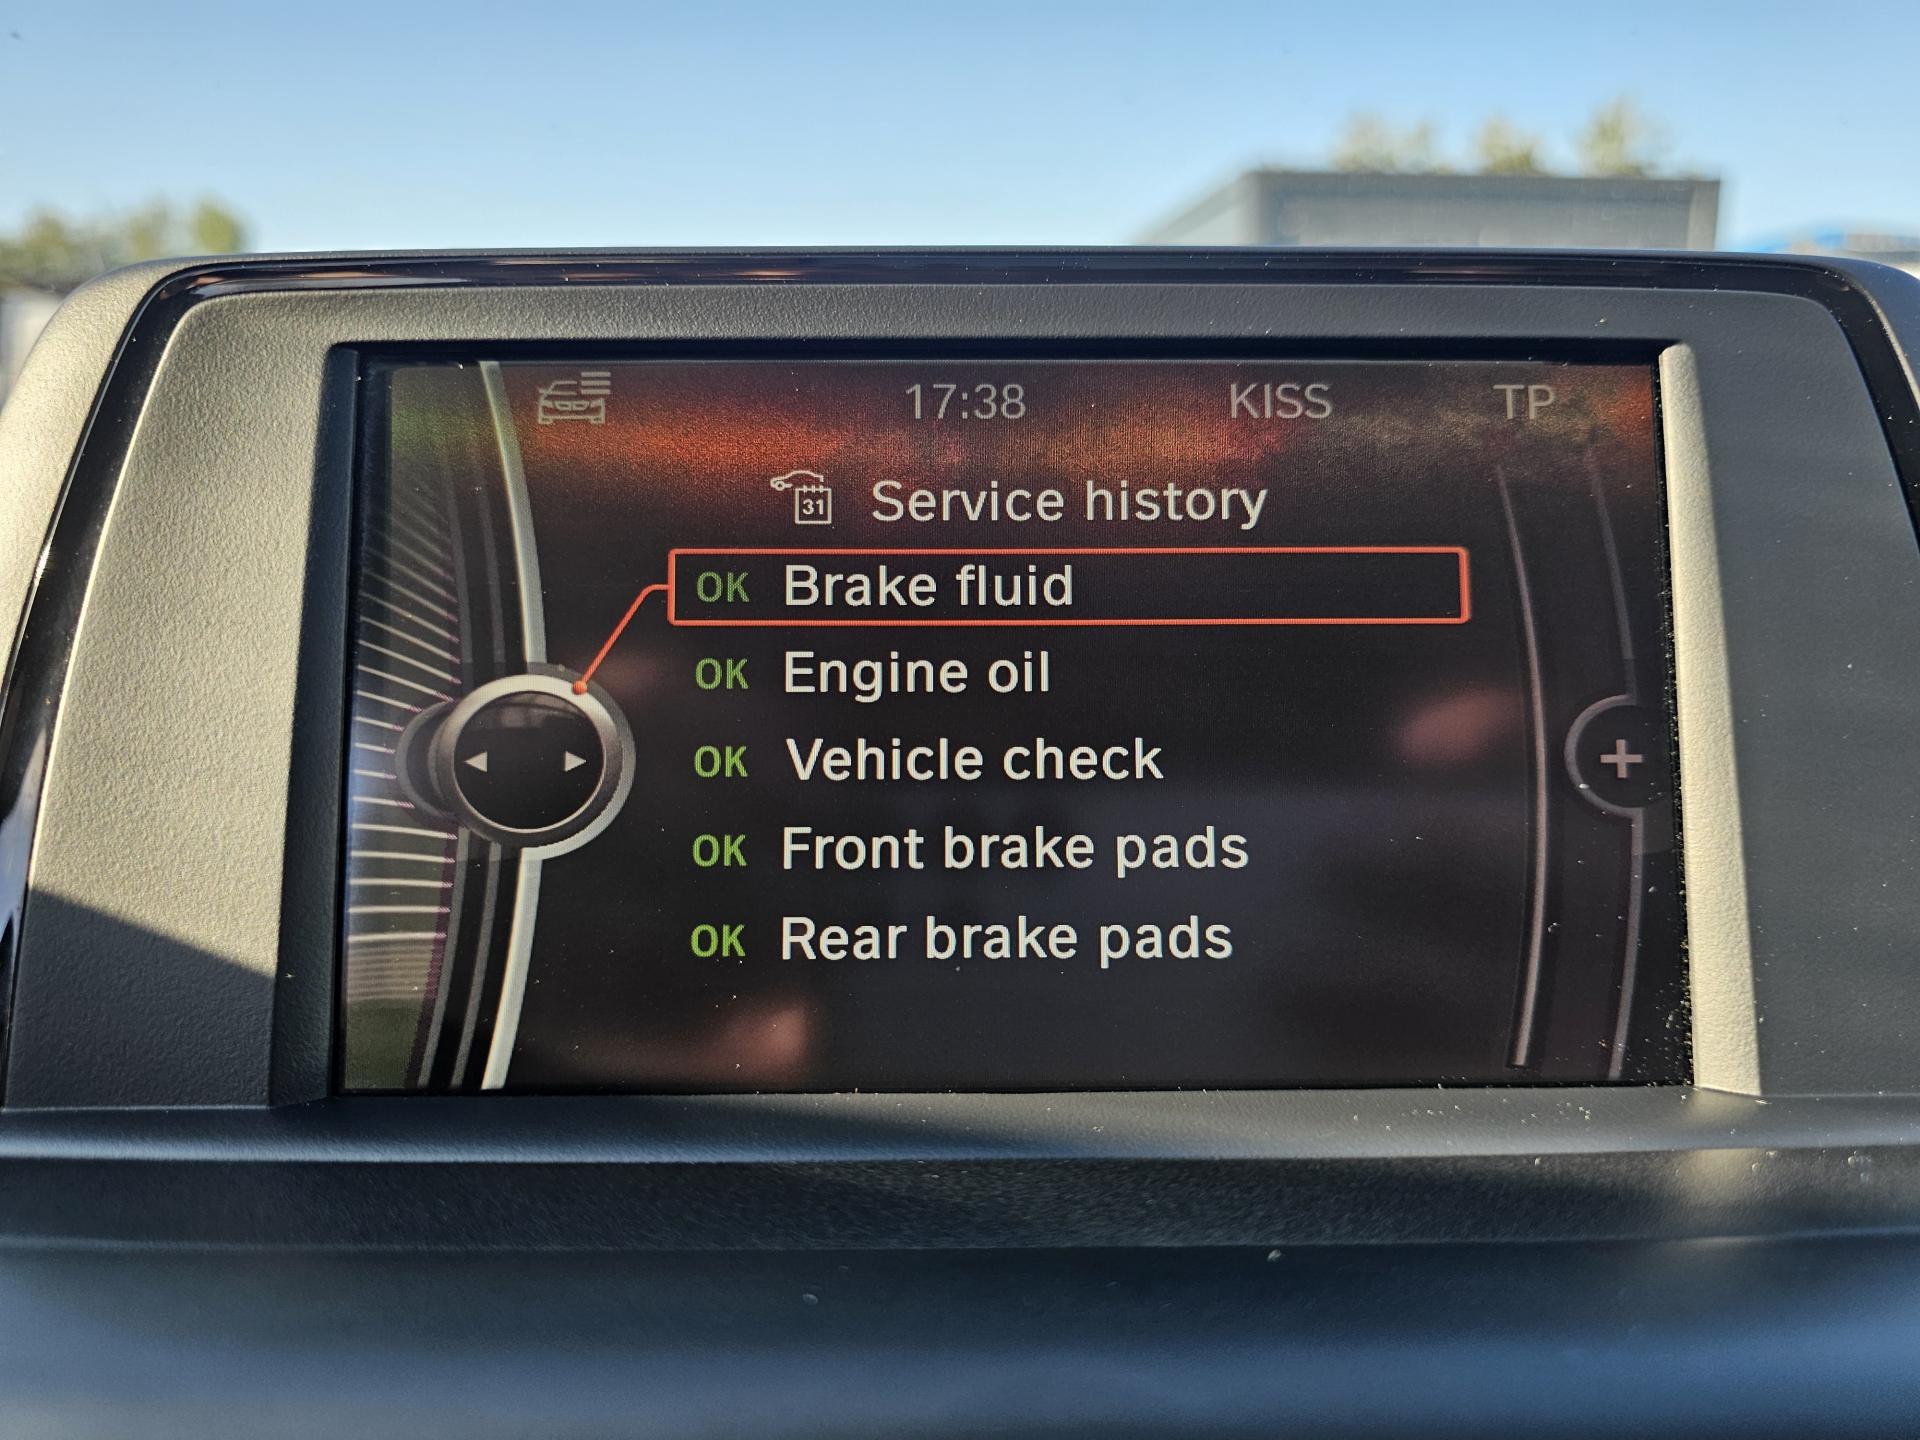 17:38 KISS TP
31 Service history
OK Brake fluid
OK Engine oil
OK Vehicle check
OK Front brake pads
OK Rear brake pads
+